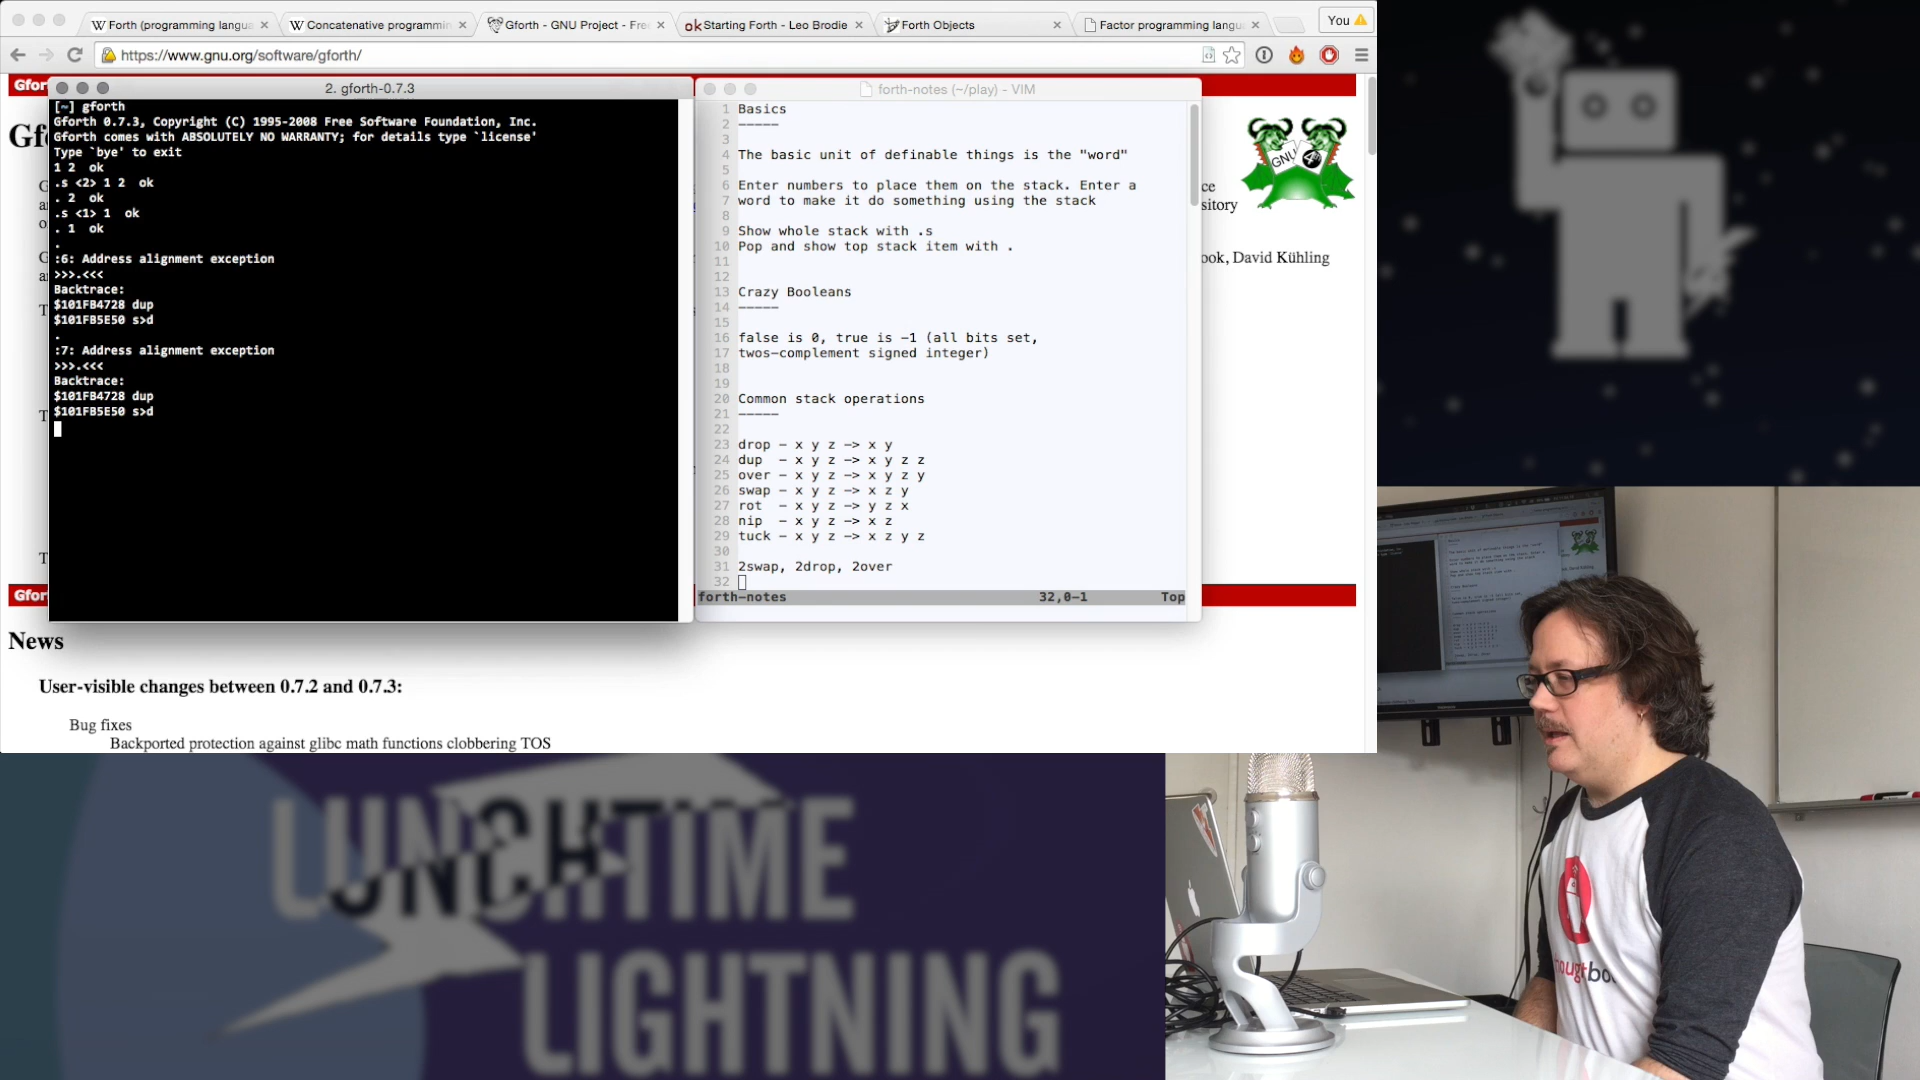 Forth (programming langua
Concatenative programmin
Gforth - GNU Project - Fre
Starting Forth - Leo Brodie
Forth Objects
Factor programming langu
You
https://www.gnu.org/software/gforth/
2. gforth-0.7.3
[~] gforth
Gforth 0.7.3, Copyright (C) 1995-2008 Free Software Foundation, Inc.
Gforth comes with ABSOLUTELY NO WARRANTY; for details type `license'
Type `bye' to exit
1 2  ok
.s <2> 1 2  ok
. 2  ok
.s <1> 1  ok
. 1  ok
.
:6: Address alignment exception
>>>.<<<
Backtrace:
$101FB4728 dup
$101FB5E50 s>d
.
:7: Address alignment exception
>>>.<<<
Backtrace:
$101FB4728 dup
$101FB5E50 s>d
forth-notes (~/play) - VIM
1 Basics
2 -----
3
4 The basic unit of definable things is the "word"
5
6 Enter numbers to place them on the stack. Enter a
7 word to make it do something using the stack
8
9 Show whole stack with .s
10 Pop and show top stack item with .
11
12
13 Crazy Booleans
14 -----
15
16 false is 0, true is -1 (all bits set,
17 twos-complement signed integer)
18
19
20 Common stack operations
21 -----
22
23 drop - x y z -> x y
24 dup  - x y z -> x y z z
25 over - x y z -> x y z y
26 swap - x y z -> x z y
27 rot  - x y z -> y z x
28 nip  - x y z -> x z
29 tuck - x y z -> x z y z
30
31 2swap, 2drop, 2over
32
forth-notes 32,0-1 Top
GNU 4th
sitory
ook, David Kühling
News
User-visible changes between 0.7.2 and 0.7.3:
Bug fixes
Backported protection against glibc math functions clobbering TOS
LUNCHTIME
LIGHTNING